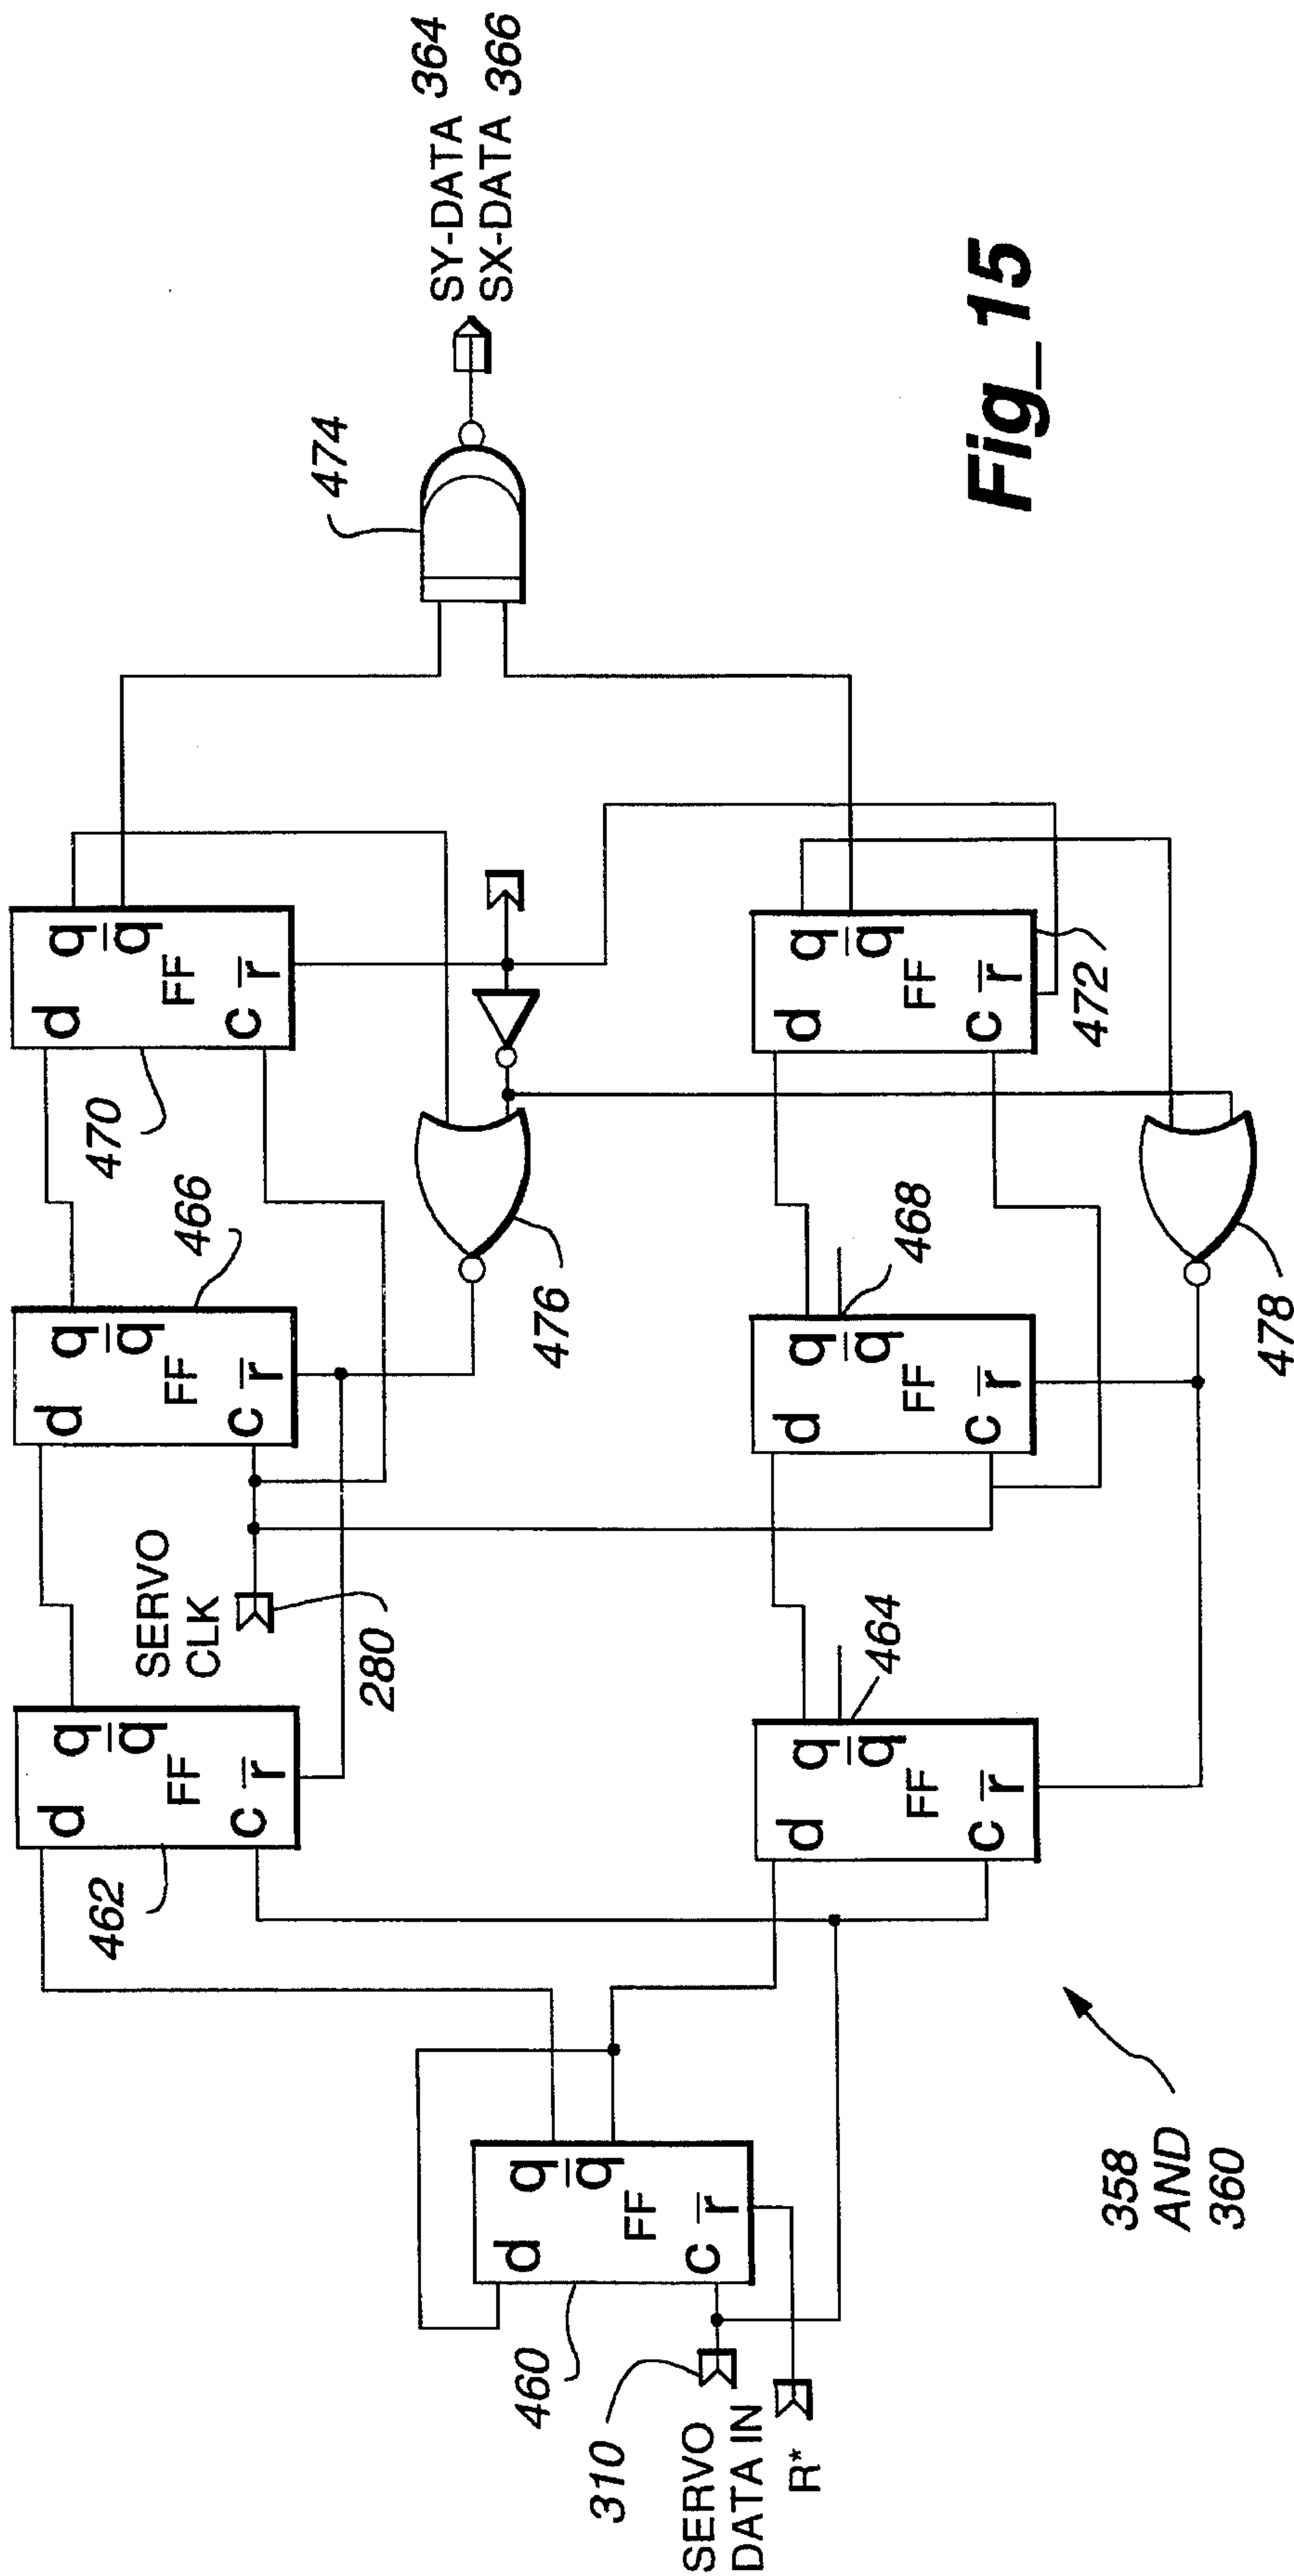 SERVO
DATA IN
310
R*
460
d
q
q
FF
c
r
358
AND
360
462
d
q
q
FF
c
r
464
d
q
q
FF
c
r
SERVO
CLK
280
466
d
q
q
FF
c
r
468
d
q
q
FF
c
r
476
478
470
d
q
q
FF
c
r
472
d
q
q
FF
c
r
474
SY-DATA 364
SX-DATA 366
Fig_15